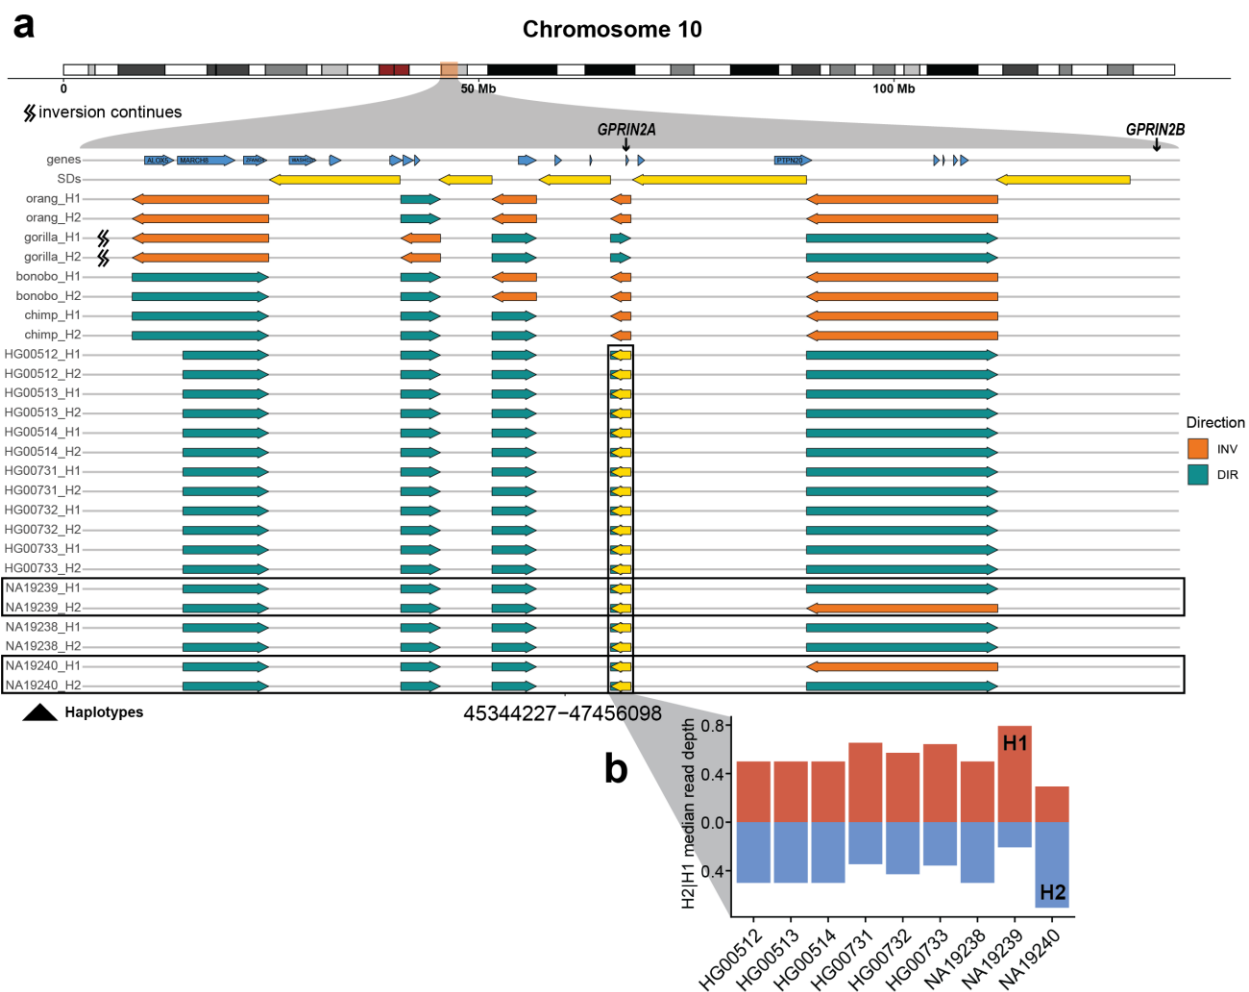 a
Chromosome 10
0
50 Mb
100 Mb
inversion continues
GPRIN2A
GPRIN2B
genes
MARCH8
PTPN20
SDs
orang_H1
orang_H2
gorilla_H1
gorilla_H2
bonobo_H1
bonobo_H2
chimp_H1
chimp_H2
HG00512_H1
HG00512_H2
HG00513_H1
HG00513_H2
HG00514_H1
HG00514_H2
HG00731_H1
HG00731_H2
HG00732_H1
HG00732_H2
HG00733_H1
HG00733_H2
NA19239_H1
NA19239_H2
NA19238_H1
NA19238_H2
NA19240_H1
NA19240_H2
Direction
INV
DIR
Haplotypes
45344227−47456098
b
H2|H1 median read depth
0.8
0.4
0.0
0.4
H1
H2
HG00512
HG00513
HG00514
HG00731
HG00732
HG00733
NA19238
NA19239
NA19240